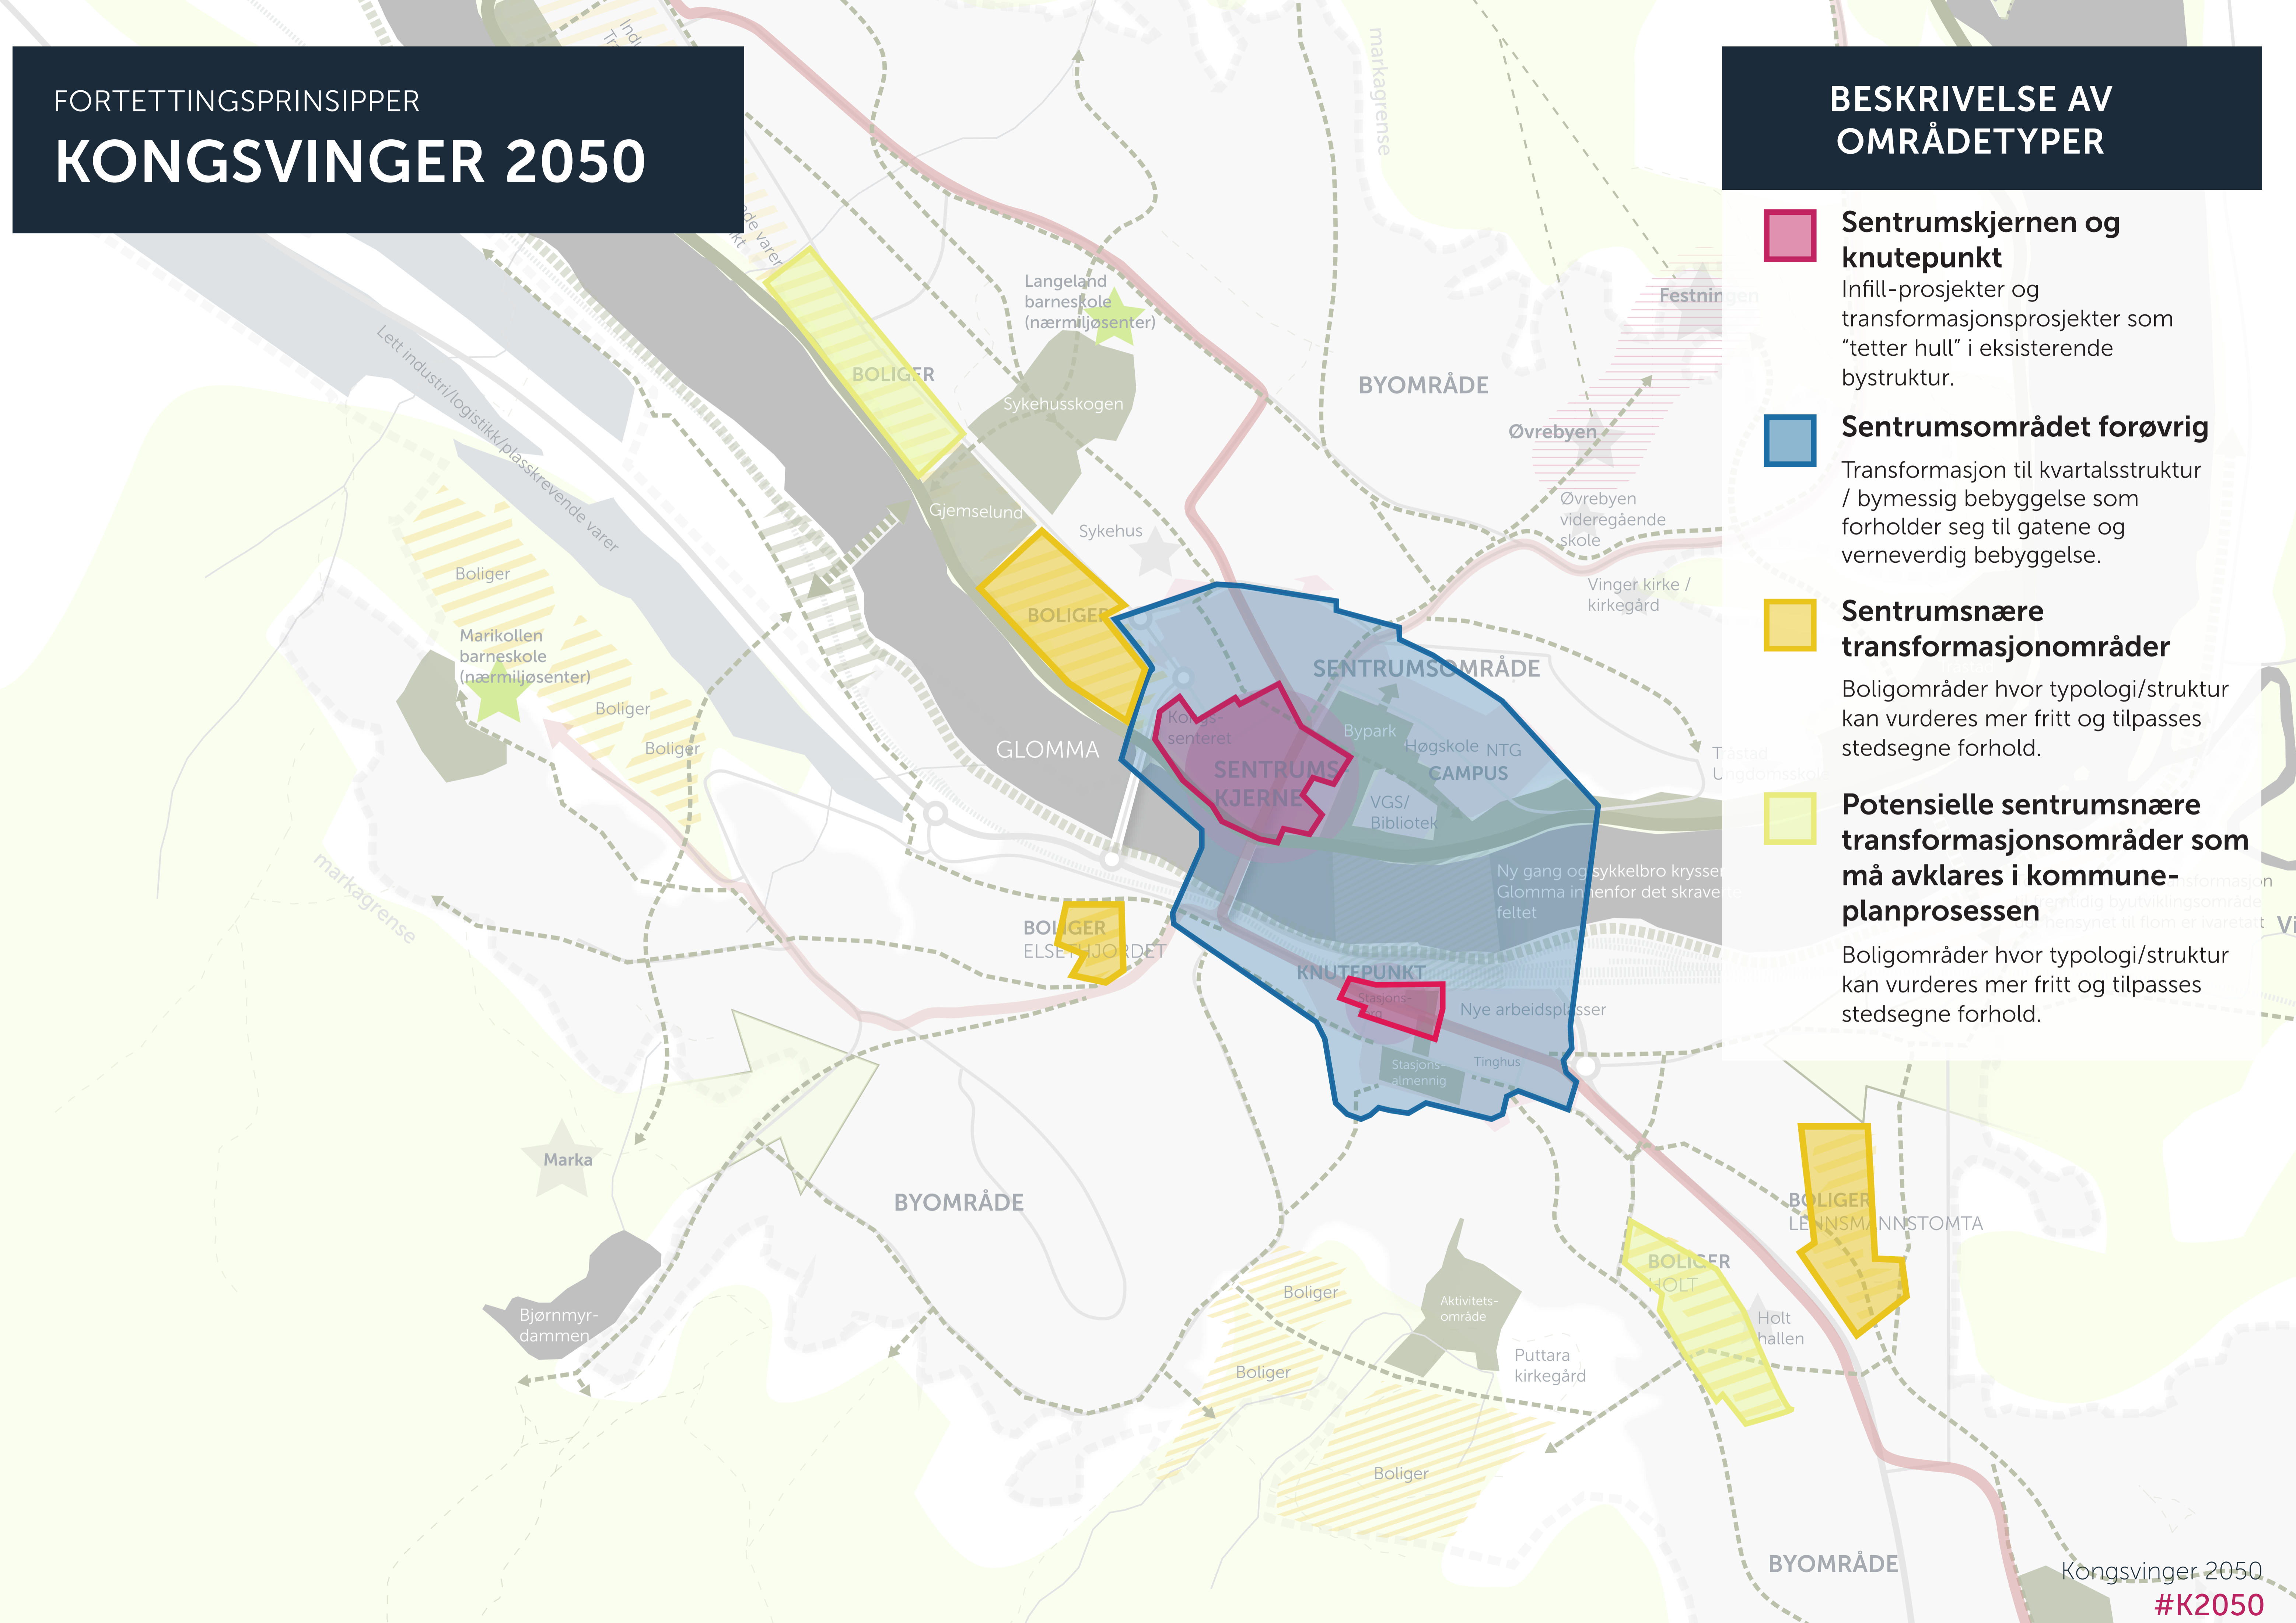 FORTETTINGSPRINSIPPER
KONGSVINGER 2050
BESKRIVELSE AV
OMRÅDETYPER
Sentrumskjernen og
knutepunkt
Infill-prosjekter og
transformasjonsprosjekter som
“tetter hull” i eksisterende
bystruktur.
Sentrumsområdet forøvrig
Transformasjon til kvartalsstruktur
/ bymessig bebyggelse som
forholder seg til gatene og
verneverdig bebyggelse.
Sentrumsnære
transformasjonområder
Boligområder hvor typologi/struktur
kan vurderes mer fritt og tilpasses
stedsegne forhold.
Potensielle sentrumsnære
transformasjonsområder som
må avklares i kommune-
planprosessen
Boligområder hvor typologi/struktur
kan vurderes mer fritt og tilpasses
stedsegne forhold.
markagrense
Langeland
barneskole
(nærmiljøsenter)
Festningen
BOLIGER
BYOMRÅDE
Sykehusskogen
Øvrebyen
Lett industri/logistikk/plasskrevende varer
Øvrebyen
videregående
skole
Gjemselund
Sykehus
Boliger
Vinger kirke /
kirkegård
BOLIGER
Marikollen
barneskole
(nærmiljøsenter)
SENTRUMSOMRÅDE
Boliger
Boliger
Kongs-
senteret
Bypark
Høgskole
NTG
CAMPUS
GLOMMA
SENTRUMS-
KJERNE
VGS/
Bibliotek
Tråstad
markagrense
Ny gang og sykkelbro krysser
Glomma innenfor det skraverte
feltet
BOLIGER
ELSETHJORDET
KNUTEPUNKT
Stasjons-
Nye arbeidsplasser
Tinghus
Stasjons-
almennig
Marka
BYOMRÅDE
BOLIGER
LENNSMANNSTOMTA
BOLIGER
HOLT
Boliger
Aktivitets-
område
Holt
hallen
Bjørnmyr-
dammen
Puttara
kirkegård
Boliger
Boliger
BYOMRÅDE
Kongsvinger 2050
#K2050